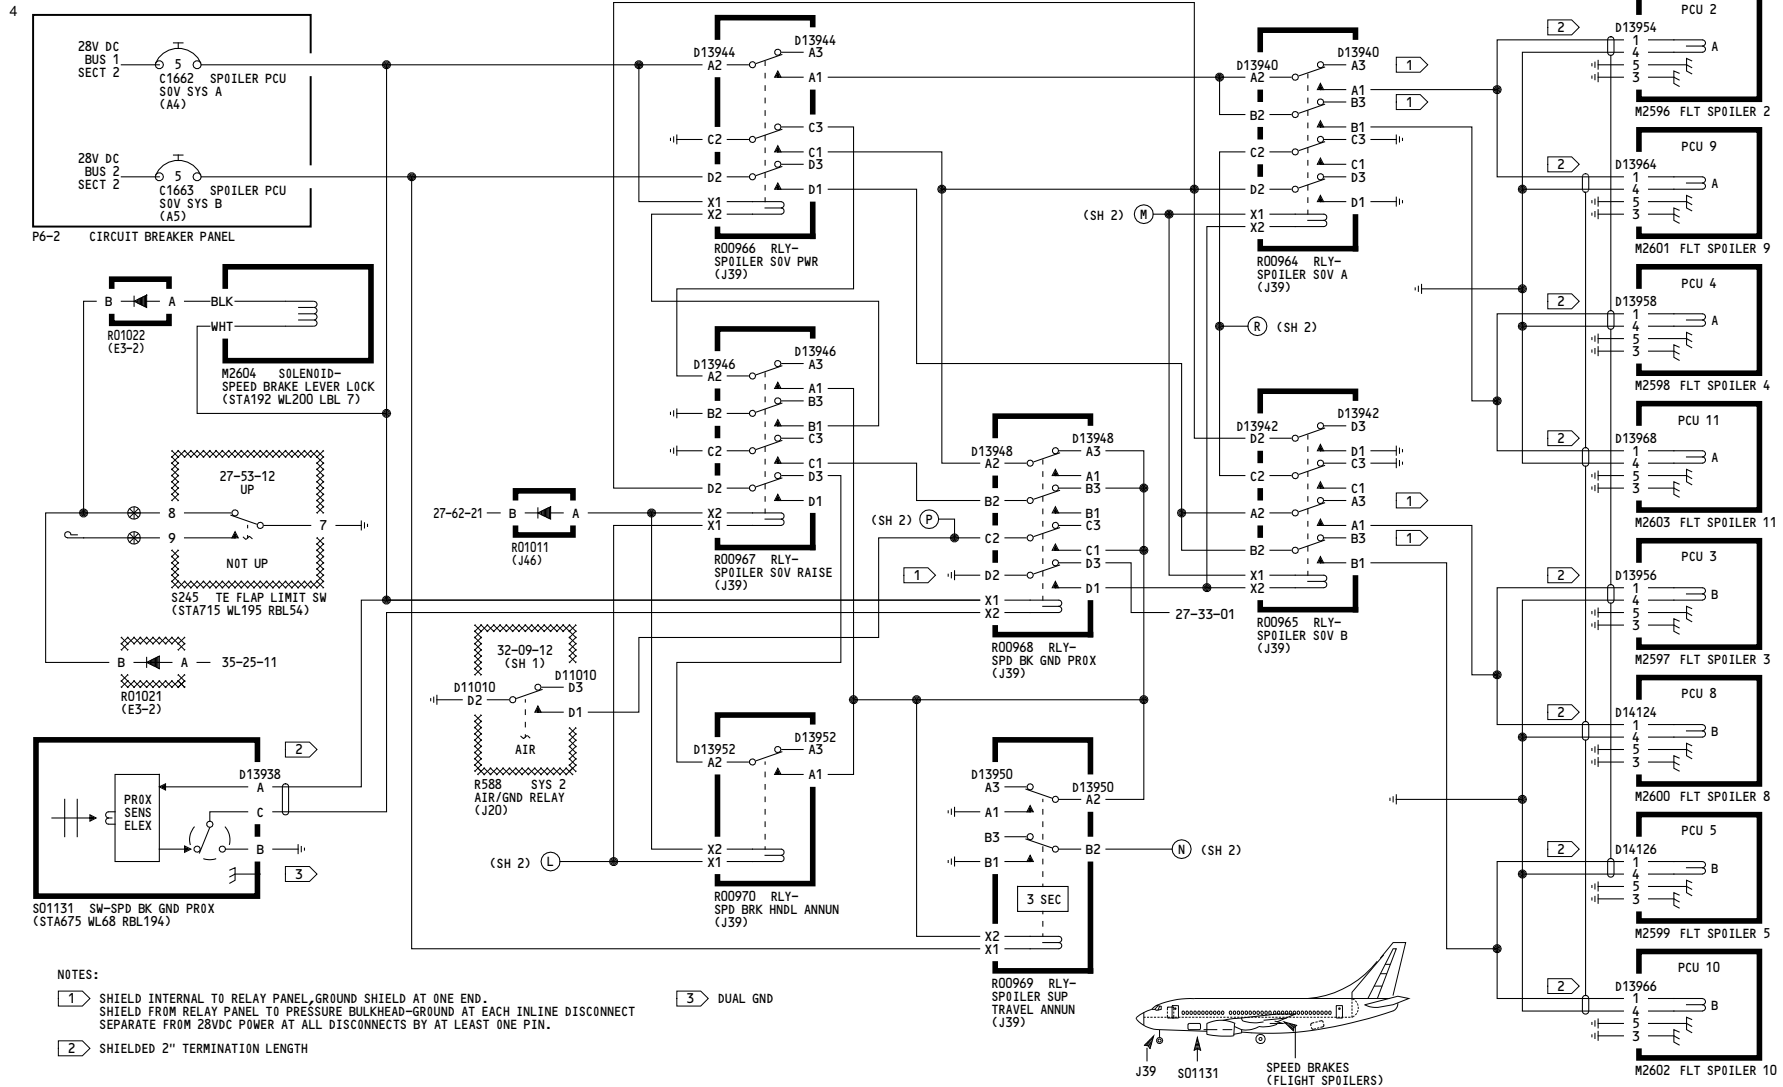 4
28V DC
BUS 1
SECT 2
5
C1662 SPOILER PCU
SOV SYS A
(A4)
28V DC
BUS 2
SECT 2
5
C1663 SPOILER PCU
SOV SYS B
(A5)
P6-2 CIRCUIT BREAKER PANEL
B A
R01022
(E3-2)
BLK
WHT
M2604 SOLENOID-
SPEED BRAKE LEVER LOCK
(STA192 WL200 LBL 7)
27-53-12
UP
8
7
9
NOT UP
S245 TE FLAP LIMIT SW
(STA715 WL195 RBL54)
B A 35-25-11
R01021
(E3-2)
2
D13938
A
PROX
SENS
ELEX
C
B
3
S01131 SW-SPD BK GND PROX
(STA675 WL68 RBL194)
D13944
D13944
A3
A2
A1
C3
C2
C1
D3
D2
D1
X1
X2
R00966 RLY-
SPOILER SOV PWR
(J39)
D13946
D13946
A3
A2
A1
B3
B2
B1
C3
C2
C1
D3
D2
D1
X2
X1
R00967 RLY-
SPOILER SOV RAISE
(J39)
27-62-21 B A
R01011
(J46)
32-09-12
(SH 1)
D11010
D11010
D3
D2
D1
AIR
R588 SYS 2
AIR/GND RELAY
(J20)
(SH 2) L
D13952
D13952
A3
A2
A1
X2
X1
R00970 RLY-
SPD BRK HNDL ANNUN
(J39)
D13948
D13948
A3
A2
A1
B3
B2
B1
(SH 2) P
C3
C2
C1
1
D3
D2
D1
X1
X2
27-33-01
R00968 RLY-
SPD BK GND PROX
(J39)
D13950
D13950
A3
A2
A1
B3
B2
B1
N (SH 2)
3 SEC
X2
X1
R00969 RLY-
SPOILER SUP
TRAVEL ANNUN
(J39)
D13940
D13940
A3
1
A2
A1
B3
1
B2
B1
C3
C2
C1
D3
D2
D1
(SH 2) M
X1
X2
R00964 RLY-
SPOILER SOV A
(J39)
R (SH 2)
D13942
D13942
D3
D2
D1
C3
C2
C1
A3
1
A2
A1
B3
1
B2
B1
X1
X2
R00965 RLY-
SPOILER SOV B
(J39)
PCU 2
2
D13954
1
4
5
3
A
M2596 FLT SPOILER 2
PCU 9
2
D13964
1
4
5
3
A
M2601 FLT SPOILER 9
PCU 4
2
D13958
1
4
5
3
A
M2598 FLT SPOILER 4
PCU 11
2
D13968
1
4
5
3
A
M2603 FLT SPOILER 11
PCU 3
2
D13956
1
4
5
3
B
M2597 FLT SPOILER 3
PCU 8
2
D14124
1
4
5
3
B
M2600 FLT SPOILER 8
PCU 5
2
D14126
1
4
5
3
B
M2599 FLT SPOILER 5
PCU 10
2
D13966
1
4
5
3
B
M2602 FLT SPOILER 10
NOTES:
1 SHIELD INTERNAL TO RELAY PANEL,GROUND SHIELD AT ONE END.
SHIELD FROM RELAY PANEL TO PRESSURE BULKHEAD-GROUND AT EACH INLINE DISCONNECT
SEPARATE FROM 28VDC POWER AT ALL DISCONNECTS BY AT LEAST ONE PIN.
2 SHIELDED 2" TERMINATION LENGTH
3 DUAL GND
J39
S01131
SPEED BRAKES
(FLIGHT SPOILERS)